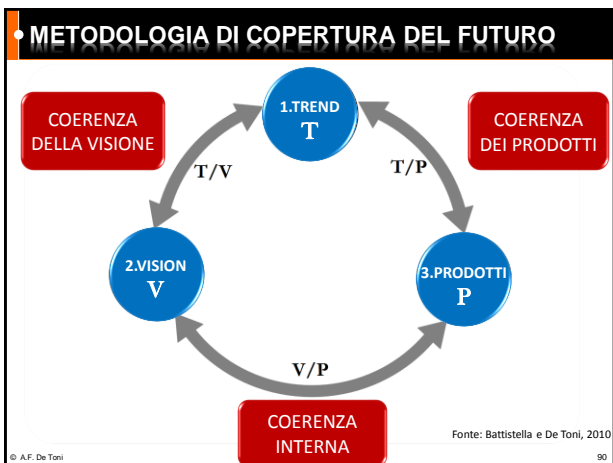 METODOLOGIA DI COPERTURA DEL FUTURO
1.TREND
T
COERENZA
DELLA VISIONE
COERENZA
DEI PRODOTTI
T/V
T/P
2.VISION
V
3.PRODOTTI
P
V/P
COERENZA
INTERNA
Fonte: Battistella e De Toni, 2010
© A.F. De Toni
90